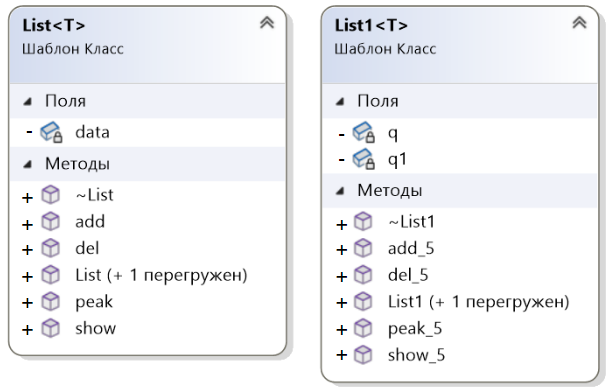 List<T>
Шаблон Класс
Поля
- data
Методы
+ ~List
+ add
+ del
+ List (+ 1 перегружен)
+ peak
+ show
List1<T>
Шаблон Класс
Поля
- q
- q1
Методы
+ ~List1
+ add_5
+ del_5
+ List1 (+ 1 перегружен)
+ peak_5
+ show_5